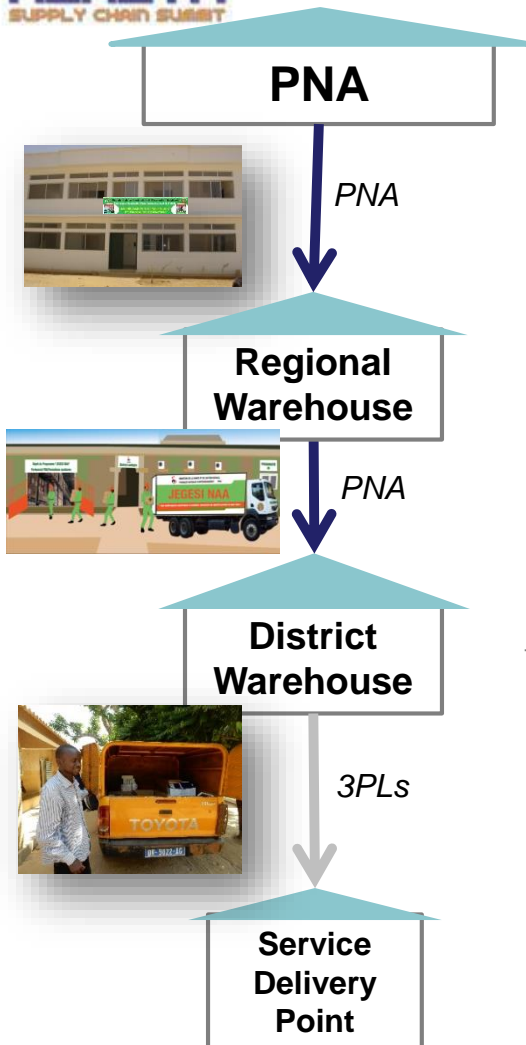 SUPPLY CHAIN SUMMIT
PNA
PNA
Regional
Warehouse
JEGESI NAA
PNA
District
Warehouse
TOYOTA
3PLs
Service
Delivery
Point